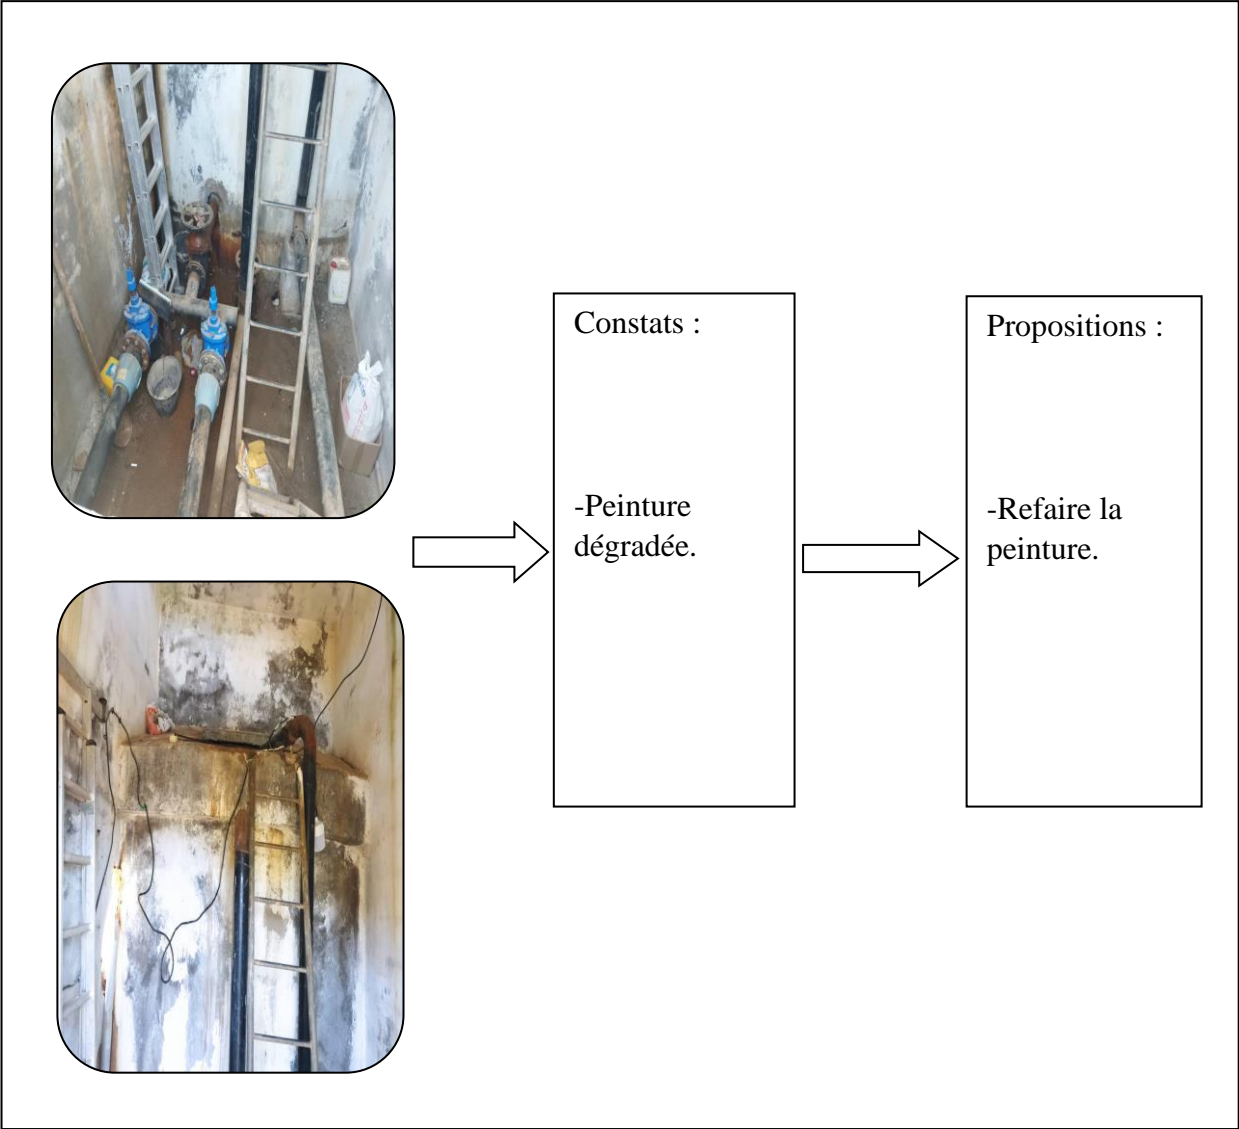 Constats :
-Peinture
dégradée.
Propositions :
-Refaire la
peinture.